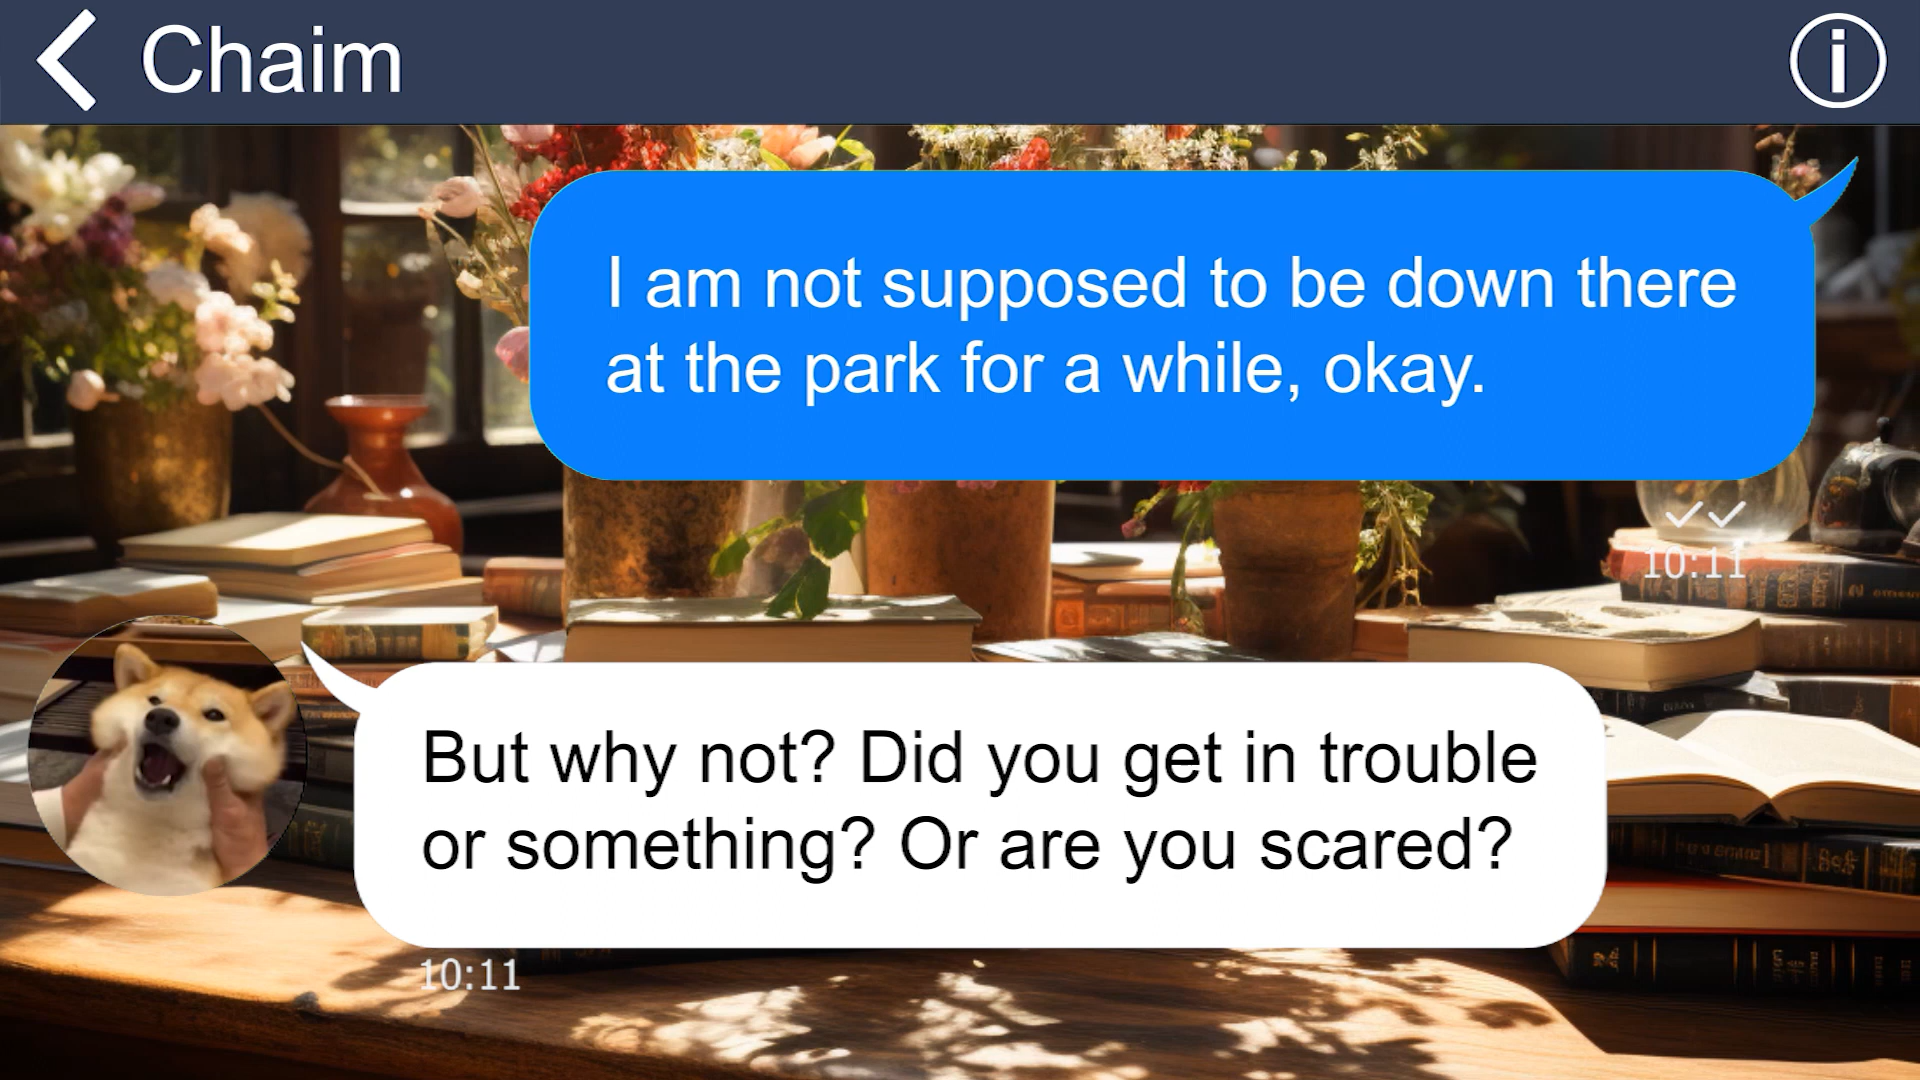 Chaim
I am not supposed to be down there
at the park for a while, okay.
10:11
But why not? Did you get in trouble
or something? Or are you scared?
10:11